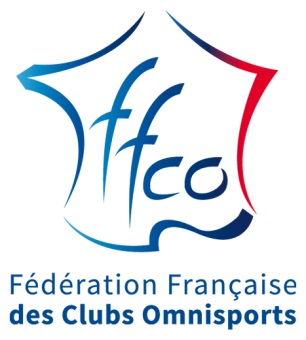 ffco
Fédération Française
des Clubs Omnisports